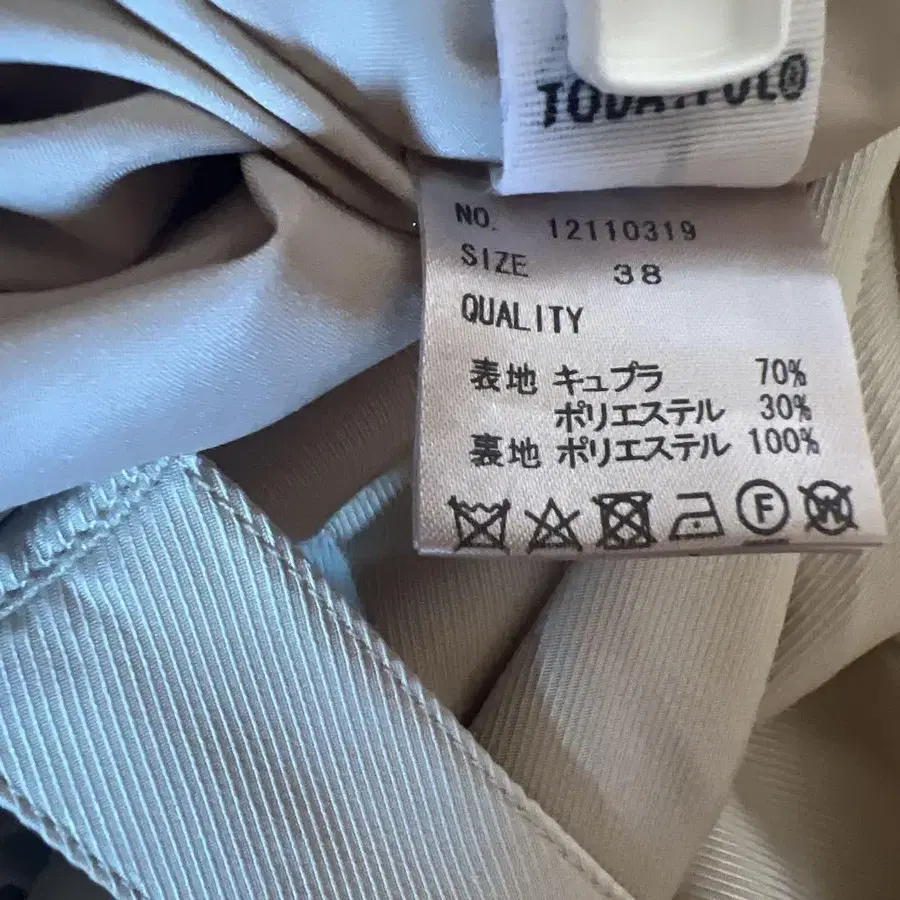 TODAYFUL®
NO. 12110319
SIZE 38
QUALITY
表地 キュプラ 70%
ポリエステル 30%
裏地 ポリエステル 100%
F
W